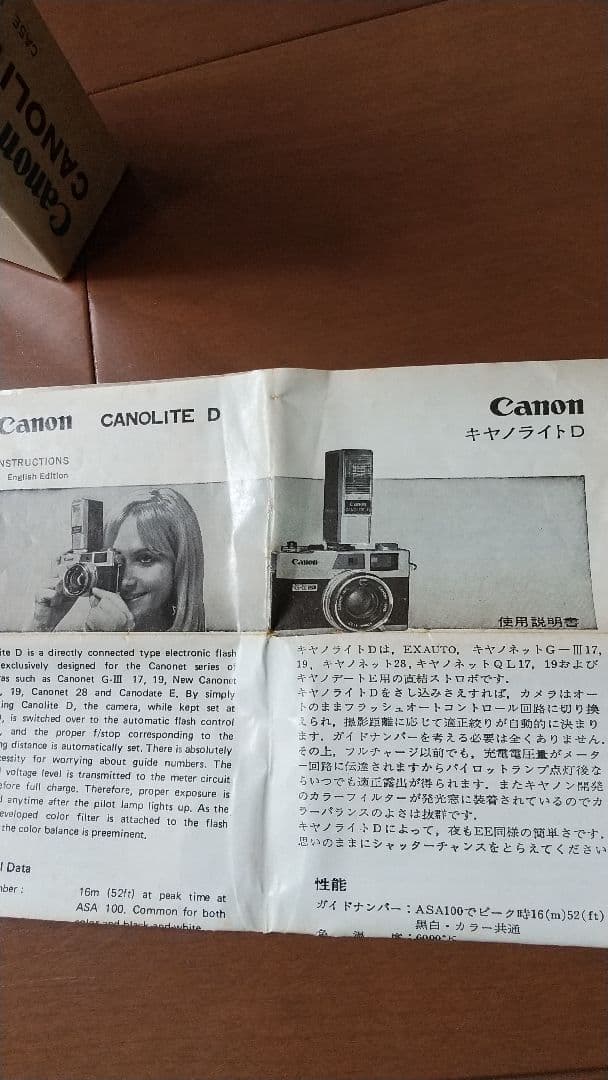 Canon
CANOLI
CASE
Canon CANOLITE D
INSTRUCTIONS
English Edition
ite D is a directly connected type electronic flash
exclusively designed for the Canonet series of
as such as Canonet G-III 17, 19, New Canonet
, 19, Canonet 28 and Canodate E. By simply
ing Canolite D, the camera, while kept set at
, is switched over to the automatic flash control
, and the proper f/stop corresponding to the
ng distance is automatically set. There is absolutely
cessity for worrying about guide numbers. The
voltage level is transmitted to the meter circuit
efore full charge. Therefore, proper exposure is
d anytime after the pilot lamp lights up. As the
eveloped color filter is attached to the flash
the color balance is preeminent.
l Data
mber : 16m (52ft) at peak time at
ASA 100. Common for both
color and black and white
Canon
キヤノライトD
CANON
Canon
使用説明書
キヤノライトDは，EXAUTO，キヤノネットG－Ⅲ17,
19，キヤノネット28，キヤノネットQL17，19および
キヤノデートE用の直結ストロボです．
キヤノライトDをさし込みさえすれば，カメラはオー
トのままフラッシュオートコントロール回路に切り換
えられ，撮影距離に応じて適正絞りが自動的に決まり
ます．ガイドナンバーを考える必要は全くありません．
その上，フルチャージ以前でも，充電電圧量がメータ
ー回路に伝達されますからパイロットランプ点灯後な
らいつでも適正露出が得られます．またキヤノン開発
のカラーフィルターが発光窓に装着されているのでカ
ラーバランスのよさは抜群です．
キヤノライトDによって，夜もEE同様の簡単さです．
思いのままにシャッターチャンスをとらえてください
性能
ガイドナンバー：ASA100でピーク時16(m)52(ft)
黒白・カラー共通
色温度：6000°K